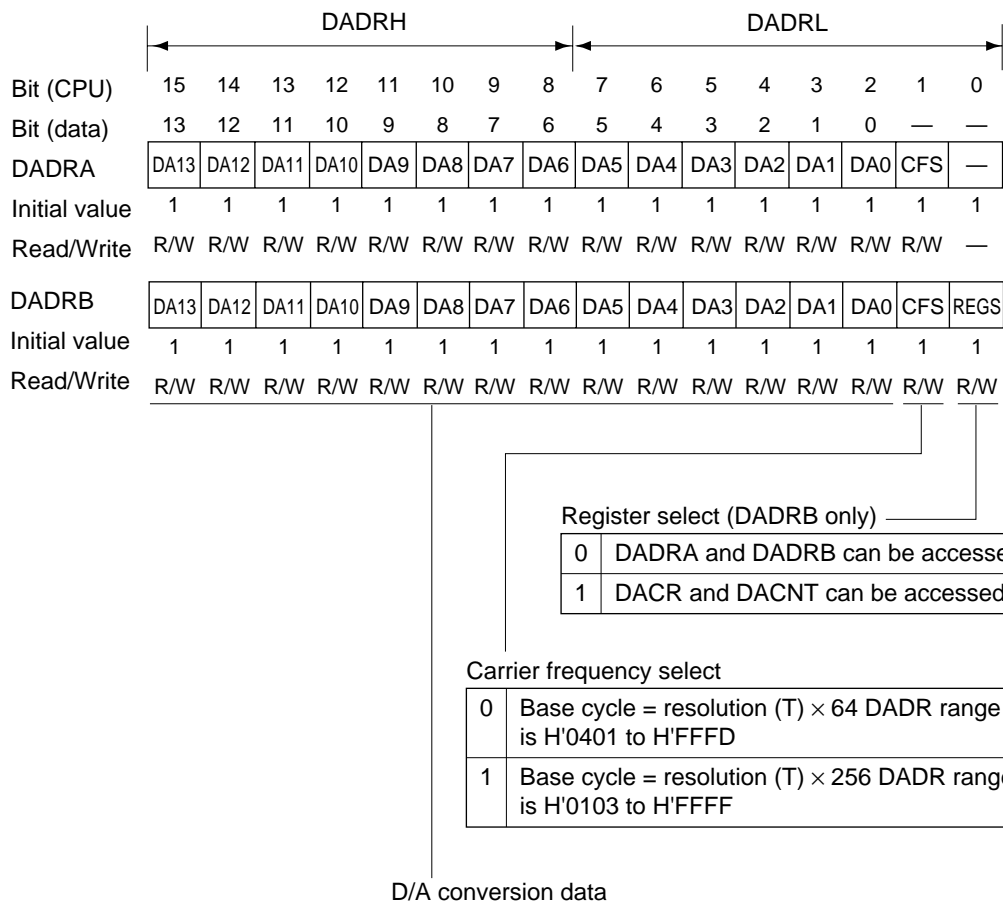 DADRH DADRL
Bit (CPU) 15 14 13 12 11 10 9 8 7 6 5 4 3 2 1 0
Bit (data) 13 12 11 10 9 8 7 6 5 4 3 2 1 0 — —
DADRA DA13 DA12 DA11 DA10 DA9 DA8 DA7 DA6 DA5 DA4 DA3 DA2 DA1 DA0 CFS —
Initial value 1 1 1 1 1 1 1 1 1 1 1 1 1 1 1 1
Read/Write R/W R/W R/W R/W R/W R/W R/W R/W R/W R/W R/W R/W R/W R/W R/W —
DADRB DA13 DA12 DA11 DA10 DA9 DA8 DA7 DA6 DA5 DA4 DA3 DA2 DA1 DA0 CFS REGS
Initial value 1 1 1 1 1 1 1 1 1 1 1 1 1 1 1 1
Read/Write R/W R/W R/W R/W R/W R/W R/W R/W R/W R/W R/W R/W R/W R/W R/W R/W
Register select (DADRB only)
0 DADRA and DADRB can be accesse
1 DACR and DACNT can be accessed
Carrier frequency select
0 Base cycle = resolution (T) × 64 DADR range
is H'0401 to H'FFFD
1 Base cycle = resolution (T) × 256 DADR range
is H'0103 to H'FFFF
D/A conversion data